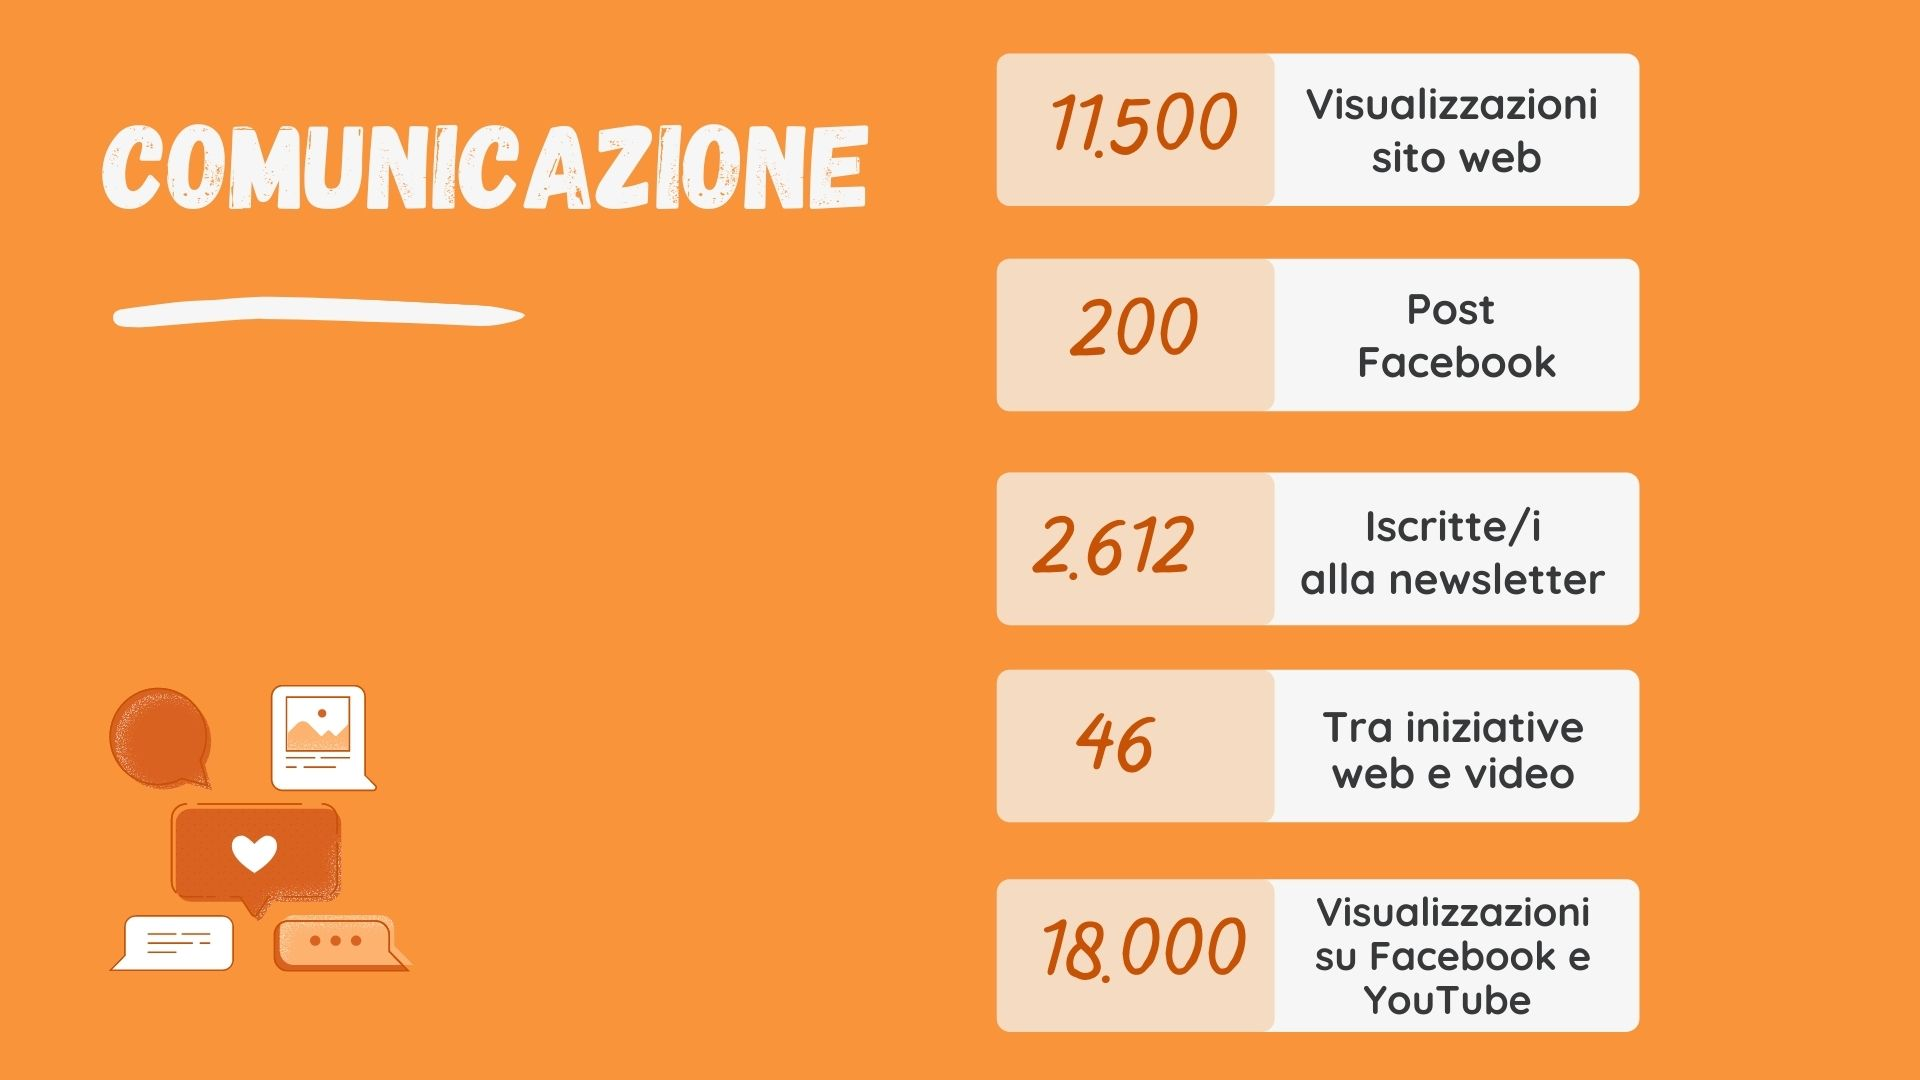 COMUNICAZIONE
11.500
Visualizzazioni
sito web
200
Post
Facebook
2.612
Iscritte/i
alla newsletter
46
Tra iniziative
web e video
18.000
Visualizzazioni
su Facebook e
YouTube